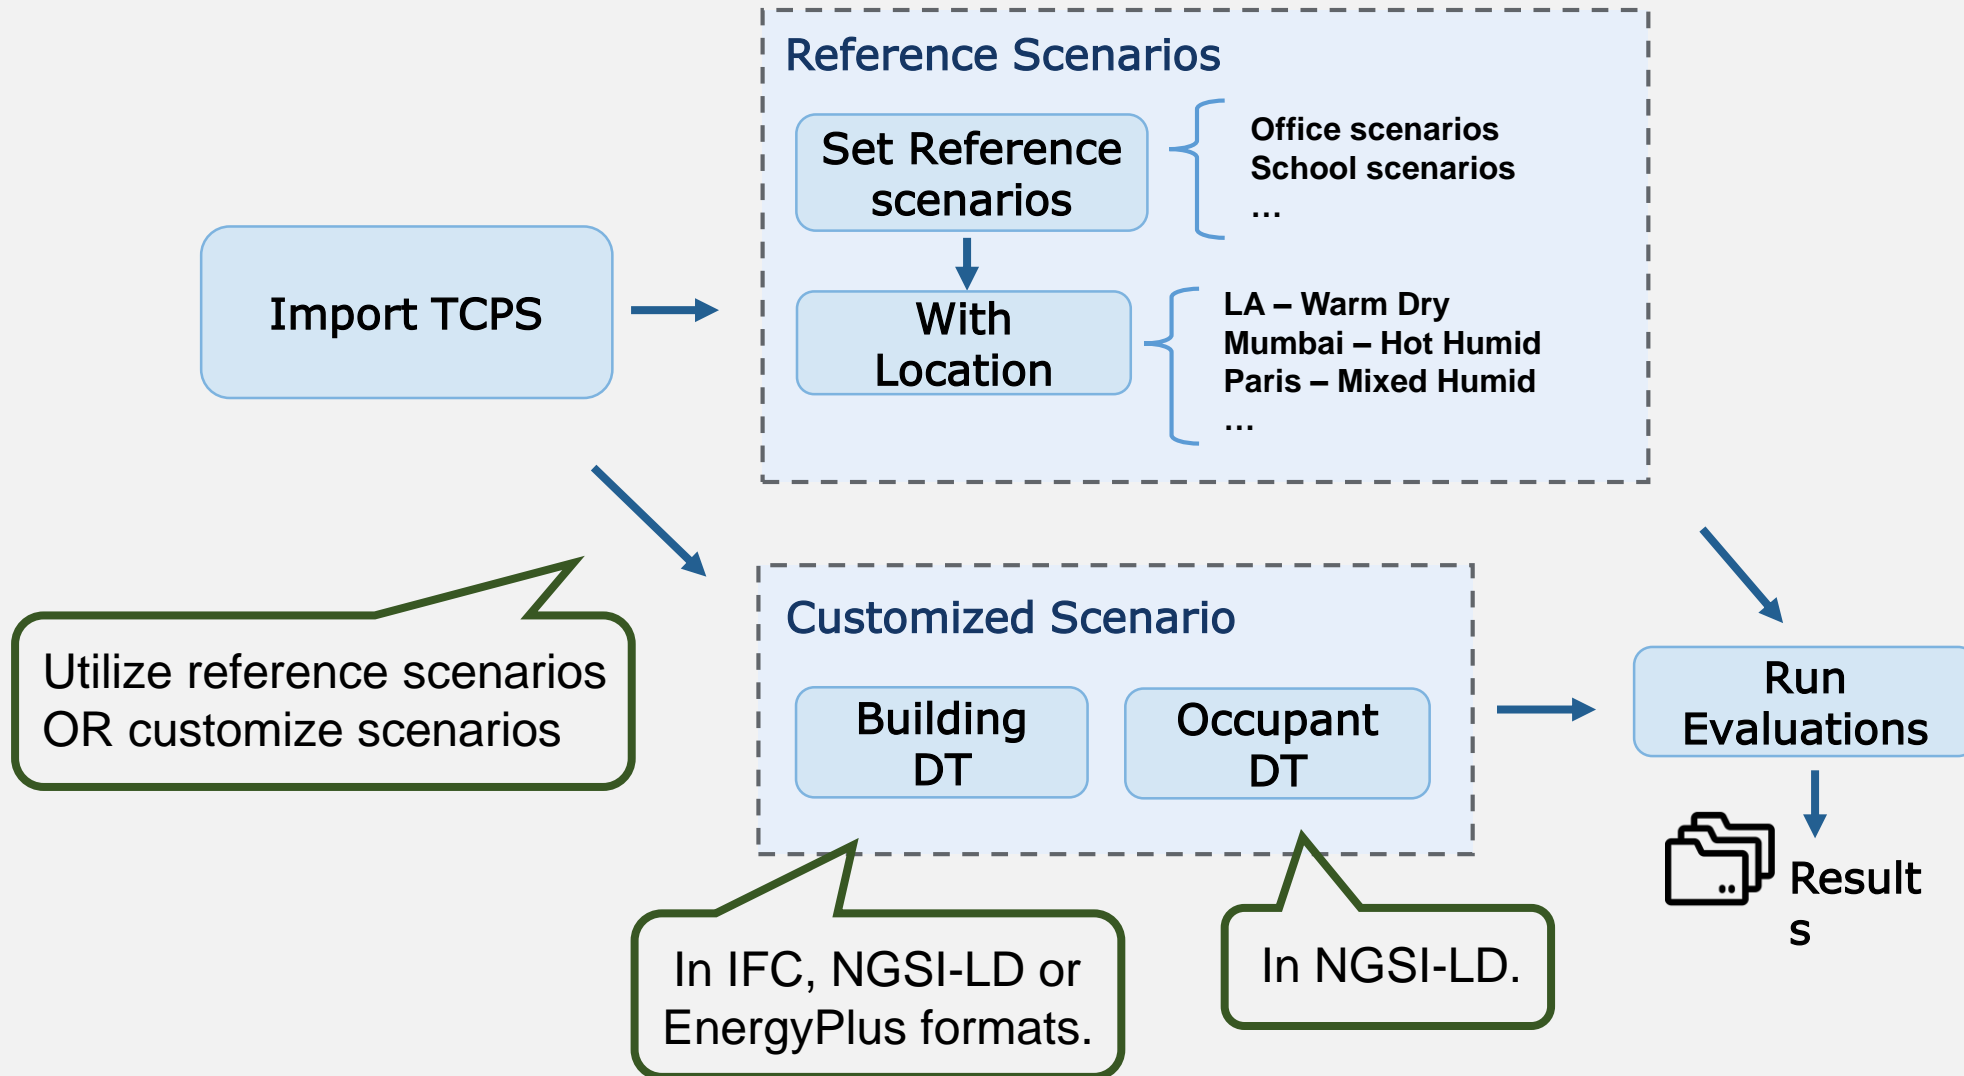 Reference Scenarios
Set Reference
scenarios
Office scenarios
School scenarios
...
Import TCPS
With
Location
LA – Warm Dry
Mumbai – Hot Humid
Paris – Mixed Humid
...
Utilize reference scenarios
OR customize scenarios
Customized Scenario
Building
DT
Occupant
DT
Run
Evaluations
In IFC, NGSI-LD or
EnergyPlus formats.
In NGSI-LD.
Result
s